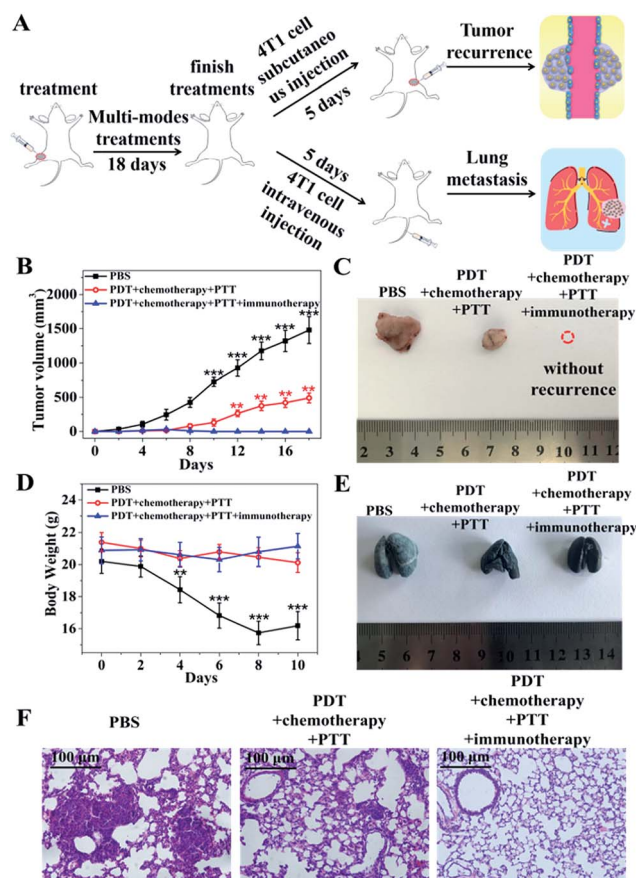 A
treatment
Multi-modes
treatments
18 days
finish
treatments
4T1 cell
subcutaneo
us injection
5 days
5 days
4T1 cell
intravenous
injection
Tumor
recurrence
Lung
metastasis
B
PBS
PDT+chemotherapy+PTT
PDT+chemotherapy+PTT+immunotherapy
Tumor volume (mm³)
2000
1500
1000
500
0
*** *** *** *** ***
** ** ** **
0 4 8 12 16
Days
C
PBS
PDT
+chemotherapy
+PTT
PDT
+chemotherapy
+PTT
+immunotherapy
without
recurrence
2 3 4 5 6 7 8 9 10 11 12
D
PBS
PDT+chemotherapy+PTT
PDT+chemotherapy+PTT+immunotherapy
Body Weight (g)
24
22
20
18
16
** *** *** ***
0 2 4 6 8 10
Days
E
PBS
PDT
+chemotherapy
+PTT
PDT
+chemotherapy
+PTT
+immunotherapy
4 5 6 7 8 9 10 11 12 13 14
F
PBS
PDT
+chemotherapy
+PTT
PDT
+chemotherapy
+PTT
+immunotherapy
100 μm
100 μm
100 μm